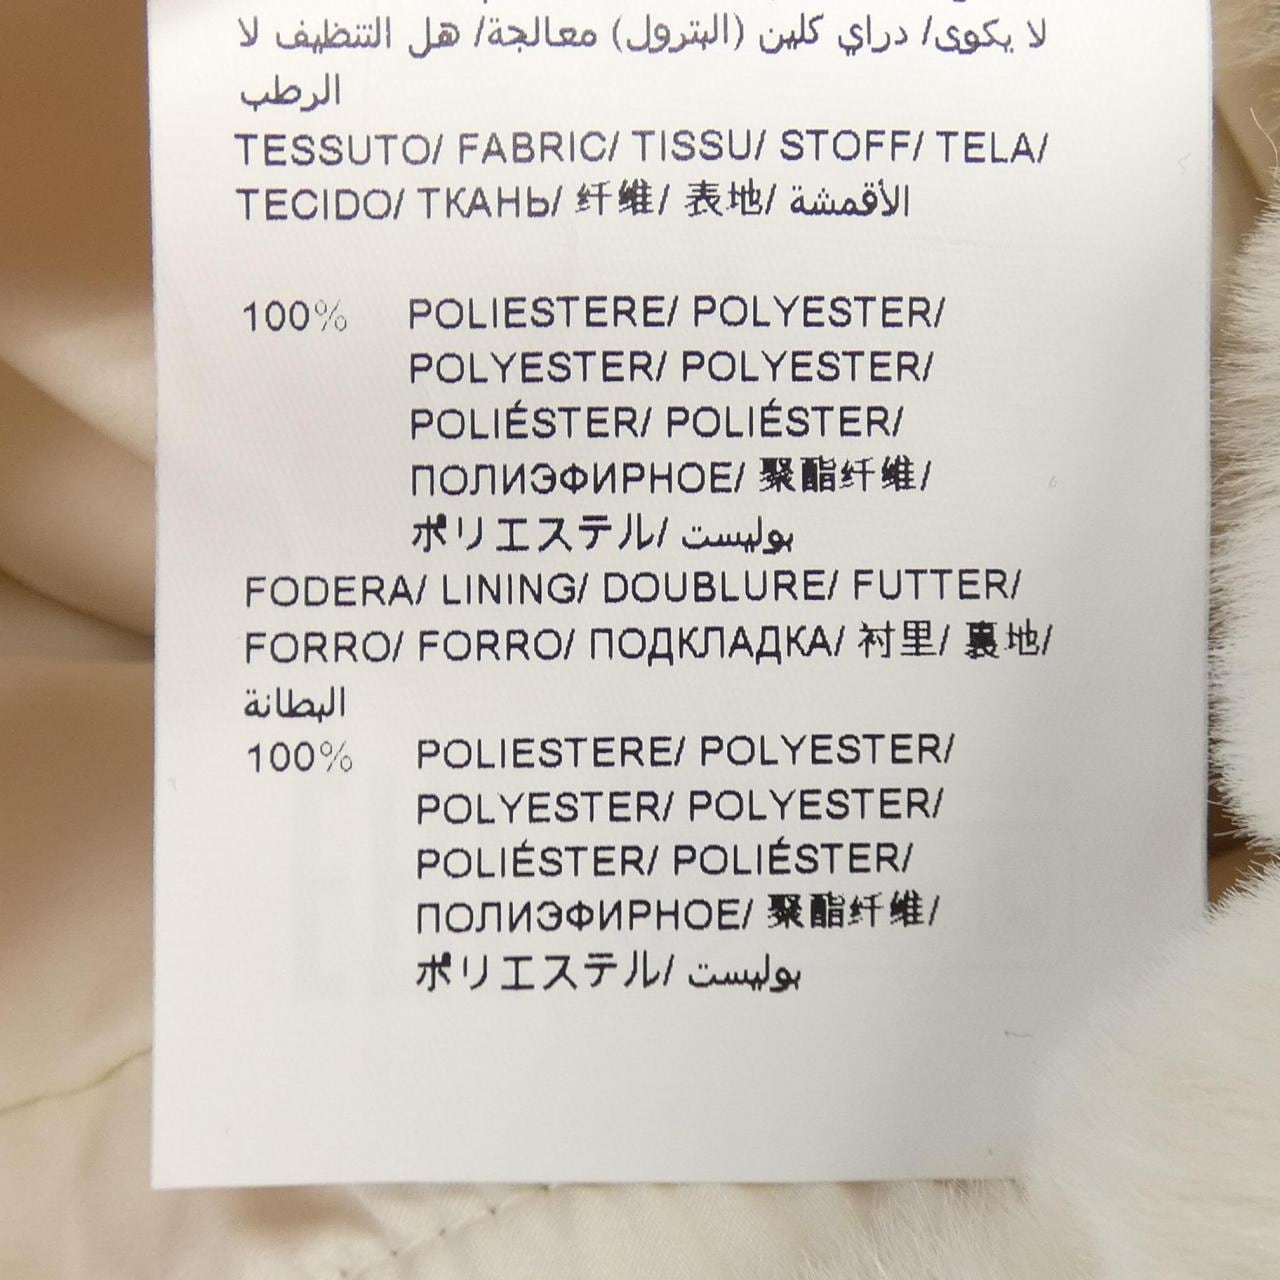 لا يكوى/ دراي كلين (البترول) معالجة/ هل التنظيف لا
الرطب
TESSUTO/ FABRIC/ TISSU/ STOFF/ TELA/
TECIDO/ ТКАНЬ/ 纤维/ 表地/ الأقمشة
100% POLIESTERE/ POLYESTER/
POLYESTER/ POLYESTER/
POLIÉSTER/ POLIÉSTER/
ПОЛИЭФИРНОЕ/ 聚酯纤维/
ポリエステル/ بوليست
FODERA/ LINING/ DOUBLURE/ FUTTER/
FORRO/ FORRO/ ПОДКЛАДКА/ 衬里/ 裏地/
البطانة
100% POLIESTERE/ POLYESTER/
POLYESTER/ POLYESTER/
POLIÉSTER/ POLIÉSTER/
ПОЛИЭФИРНОЕ/ 聚酯纤维/
ポリエステル/ بوليست